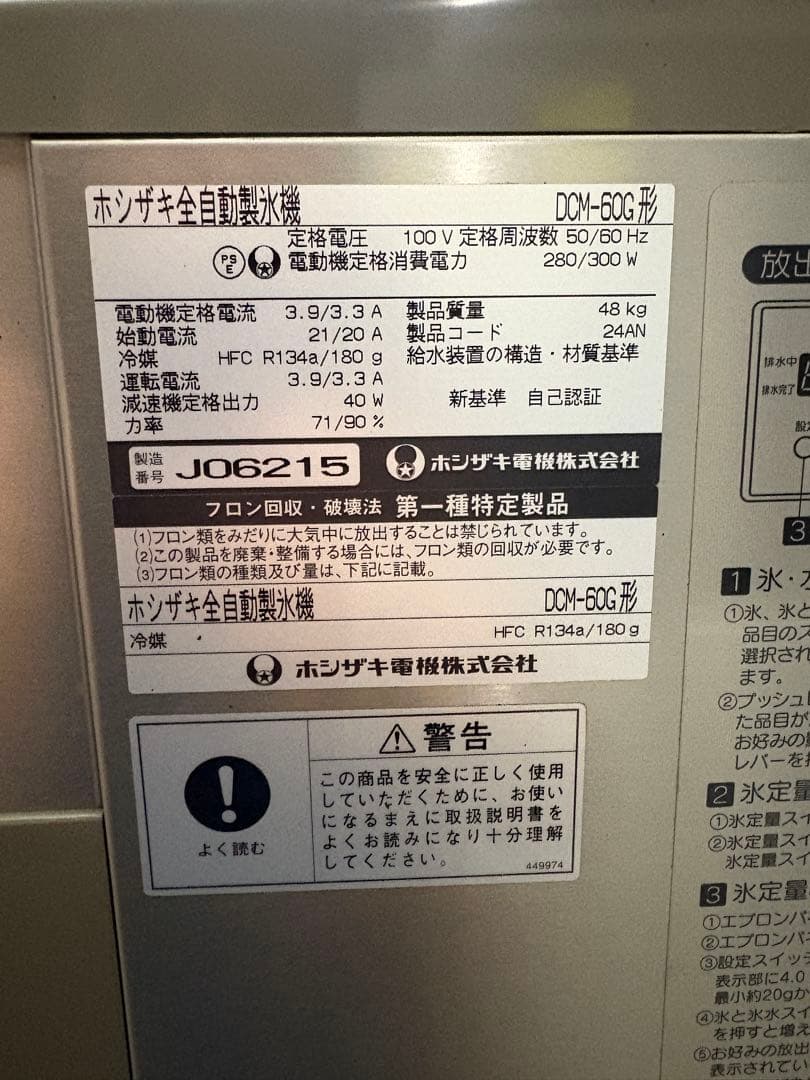 ホシザキ全自動製氷機 DCM-60G形
PS
E
定格電圧 100 V 定格周波数 50/60 Hz
電動機定格消費電力 280/300 W
電動機定格電流 3.9/3.3 A
始動電流 21/20 A
冷媒 HFC R134a/180 g
運転電流 3.9/3.3 A
減速機定格出力 40 W
力率 71/90 %
製品質量 48 kg
製品コード 24AN
給水装置の構造・材質基準
新基準 自己認証
製造番号 J06215
ホシザキ電機株式会社
フロン回収・破壊法 第一種特定製品
(1)フロン類をみだりに大気中に放出することは禁じられています。
(2)この製品を廃棄・整備する場合には、フロン類の回収が必要です。
(3)フロン類の種類及び量は、下記に記載。
ホシザキ全自動製氷機 DCM-60G形
冷媒 HFC R134a/180 g
ホシザキ電機株式会社
よく読む
警告
この商品を安全に正しく使用
していただくために、お使い
になるまえに取扱説明書を
よくお読みになり十分理解
してください。
449974
放出
排水中
排水完了
設定
3
1 氷・
①氷、氷と
品目のス
選択され
ます。
②プッシュ
た品目が
お好みの
レバーを
2 氷定量
①氷定量スイ
②氷定量スイ
氷定量スイ
3 氷定量
①エプロンパ
②エプロンパ
③設定スイッ
表示部に4.0
最小約20gか
④氷と氷水スイ
を押すと増え
⑤お好みの放出
表示されてい